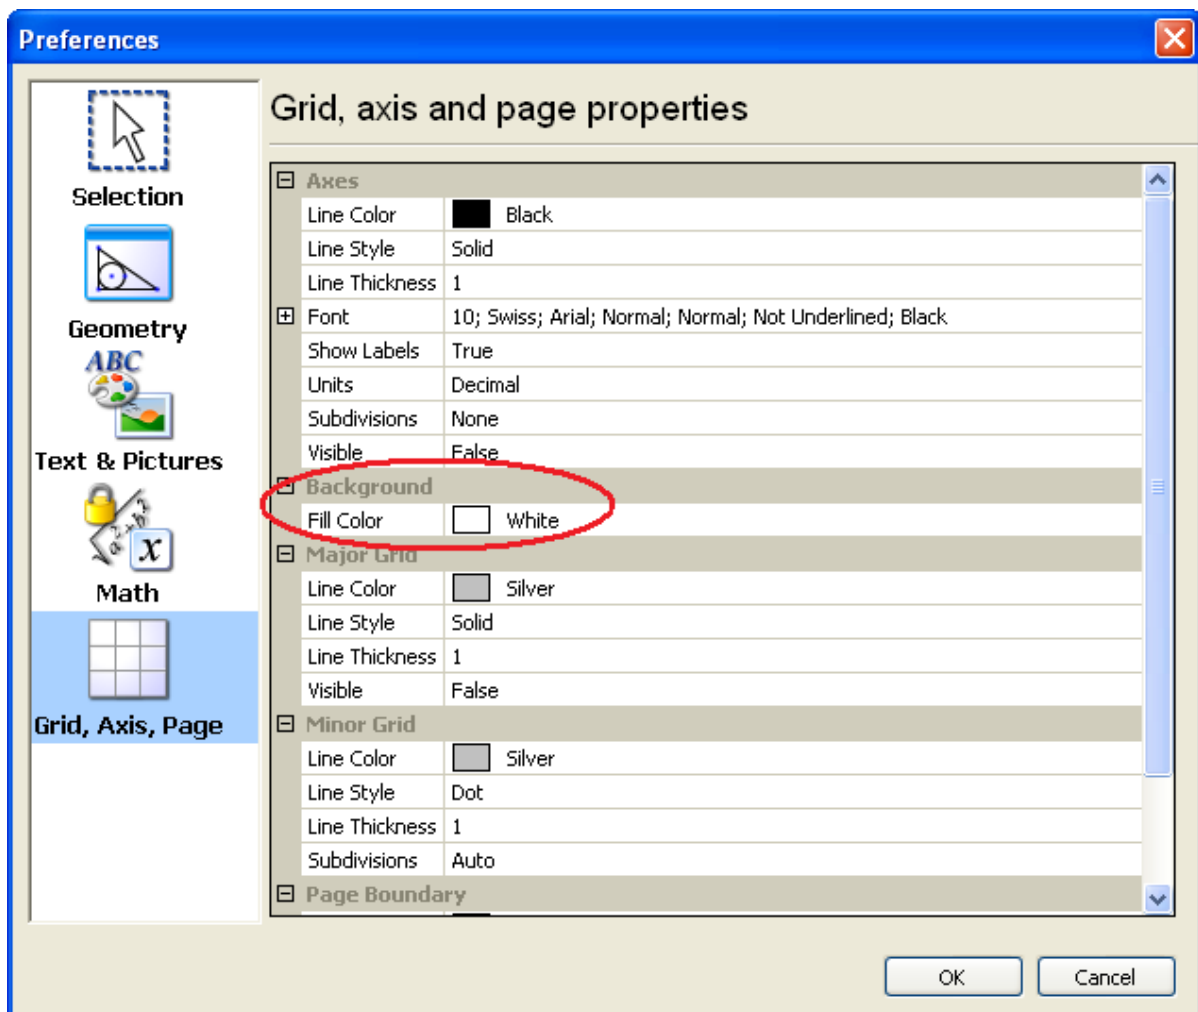 Preferences
Selection
Geometry
ABC
Text & Pictures
x
Math
Grid, Axis, Page
Grid, axis and page properties
Axes
Line Color Black
Line Style Solid
Line Thickness 1
Font 10; Swiss; Arial; Normal; Normal; Not Underlined; Black
Show Labels True
Units Decimal
Subdivisions None
Visible False
Background
Fill Color White
Major Grid
Line Color Silver
Line Style Solid
Line Thickness 1
Visible False
Minor Grid
Line Color Silver
Line Style Dot
Line Thickness 1
Subdivisions Auto
Page Boundary
OK Cancel